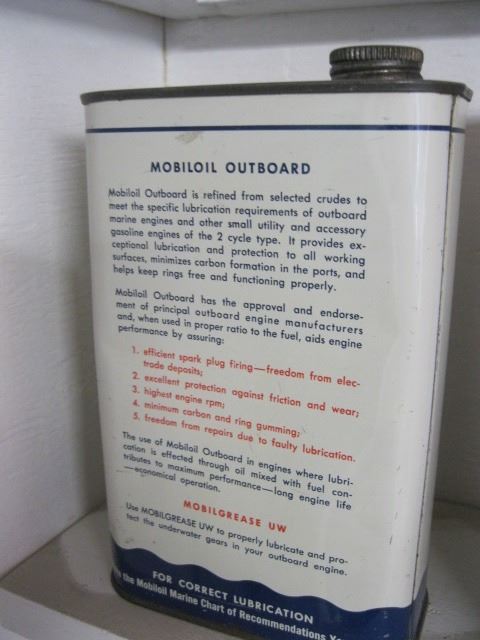 MOBILOIL OUTBOARD
Mobiloil Outboard is refined from selected crudes to
meet the specific lubrication requirements of outboard
marine engines and other small utility and accessory
gasoline engines of the 2 cycle type. It provides ex-
ceptional lubrication and protection to all working
surfaces, minimizes carbon formation in the ports, and
helps keep rings free and functioning properly.
Mobiloil Outboard has the approval and endorse-
ment of principal outboard engine manufacturers
and, when used in proper ratio to the fuel, aids engine
performance by assuring:
1. efficient spark plug firing—freedom from elec-
trode deposits;
2. excellent protection against friction and wear;
3. highest engine rpm;
4. minimum carbon and ring gumming;
5. freedom from repairs due to faulty lubrication.
The use of Mobiloil Outboard in engines where lubri-
cation is effected through oil mixed with fuel con-
tributes to maximum performance—long engine life
—economical operation.
MOBILGREASE UW
Use MOBILGREASE UW to properly lubricate and pro-
tect the underwater gears in your outboard engine.
FOR CORRECT LUBRICATION
the Mobiloil Marine Chart of Recommendations